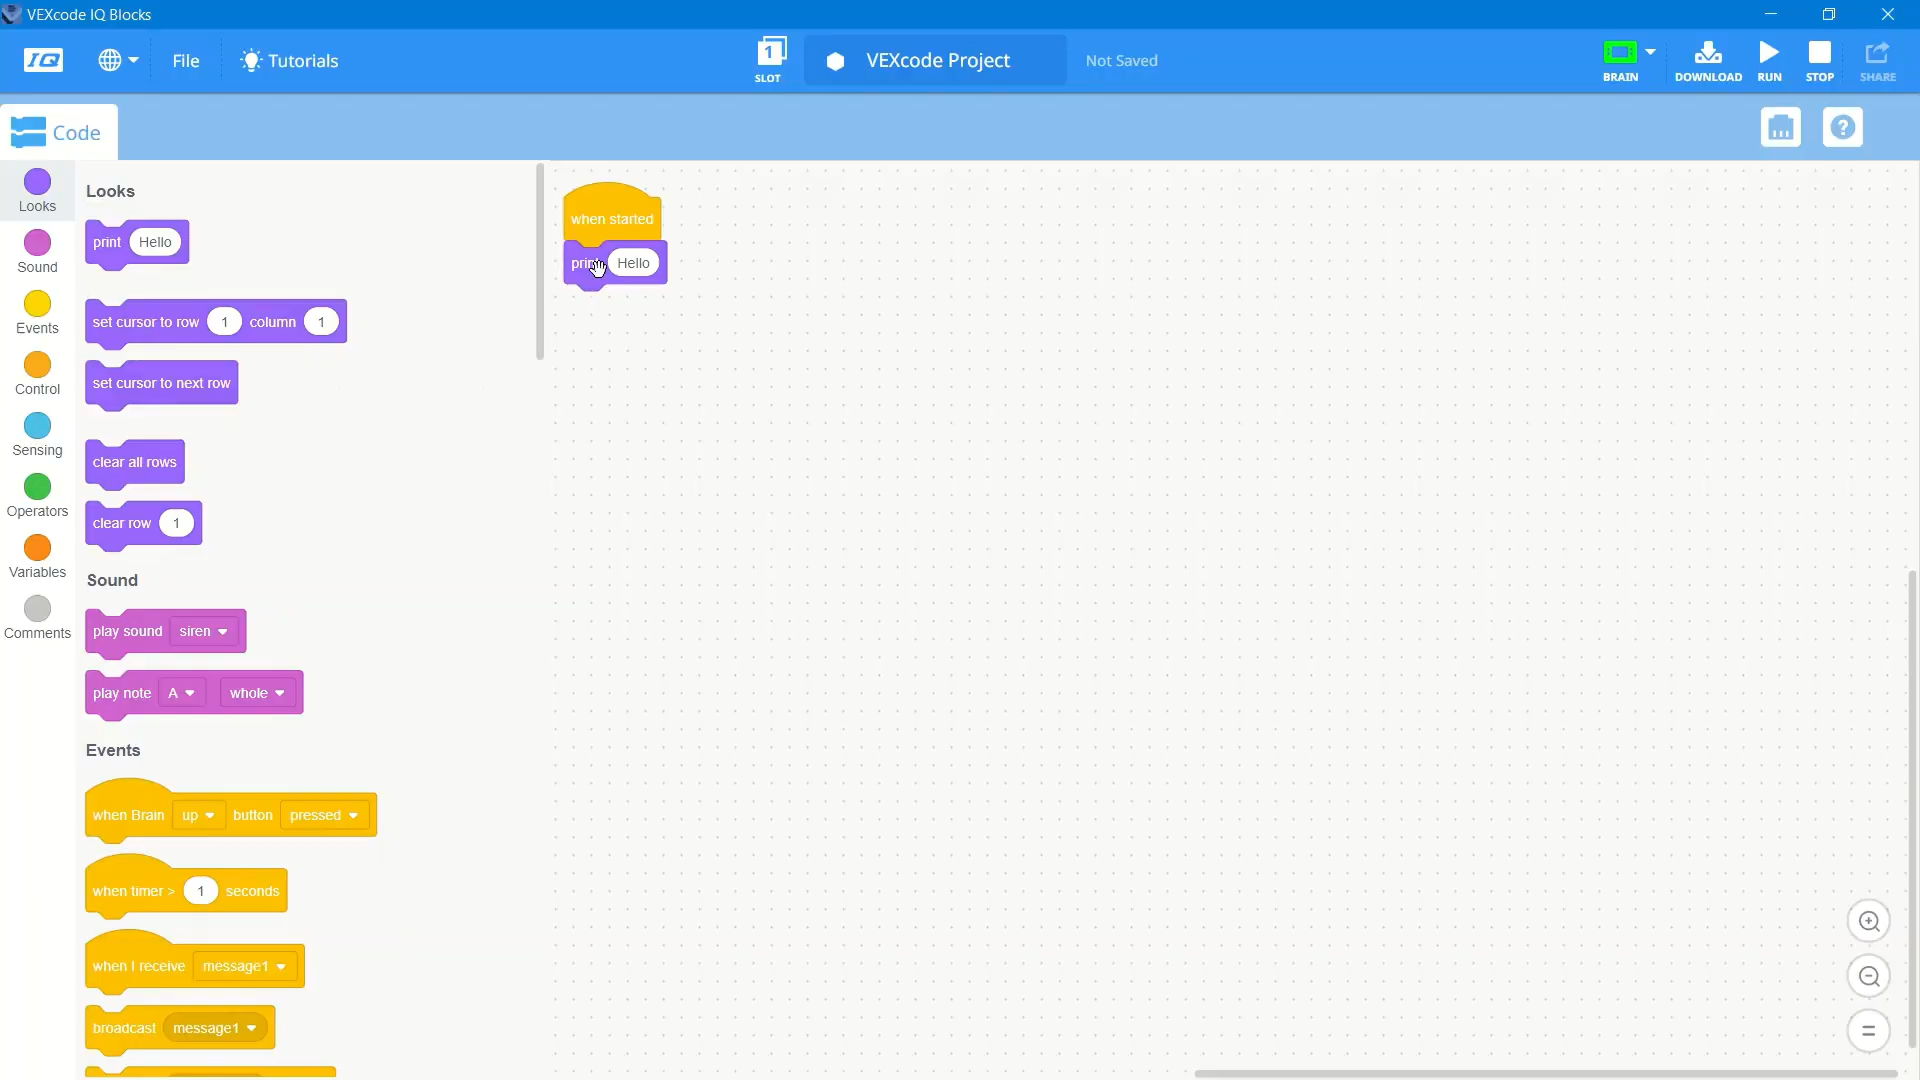 VEXcode IQ Blocks
IQ
File
Tutorials
1
SLOT
VEXcode Project
Not Saved
BRAIN
DOWNLOAD
RUN
STOP
SHARE
Code
Looks
Sound
Events
Control
Sensing
Operators
Variables
Comments
Looks
print Hello
set cursor to row 1 column 1
set cursor to next row
clear all rows
clear row 1
Sound
play sound siren
play note A whole
Events
when Brain up button pressed
when timer > 1 seconds
when I receive message1
broadcast message1
when started
print Hello